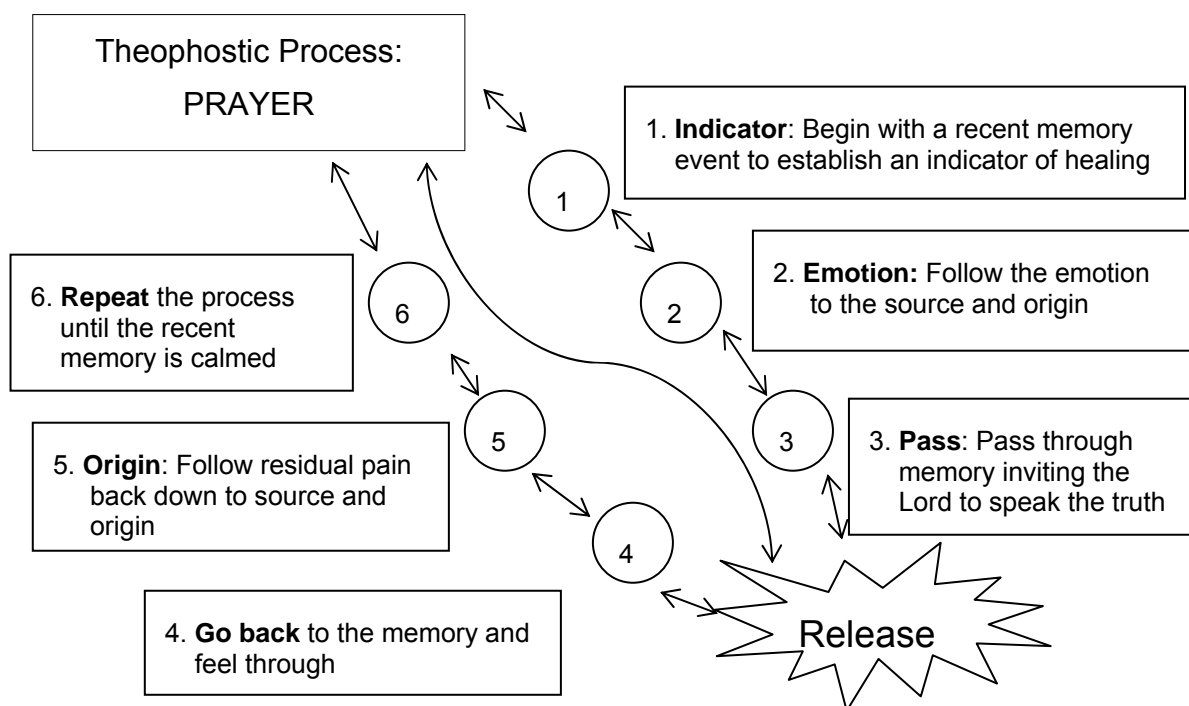 Theophostic Process:
PRAYER
1
1. Indicator: Begin with a recent memory
event to establish an indicator of healing
2
2. Emotion: Follow the emotion
to the source and origin
3
3. Pass: Pass through
memory inviting the
Lord to speak the truth
Release
4
4. Go back to the memory and
feel through
5
5. Origin: Follow residual pain
back down to source and
origin
6
6. Repeat the process
until the recent
memory is calmed